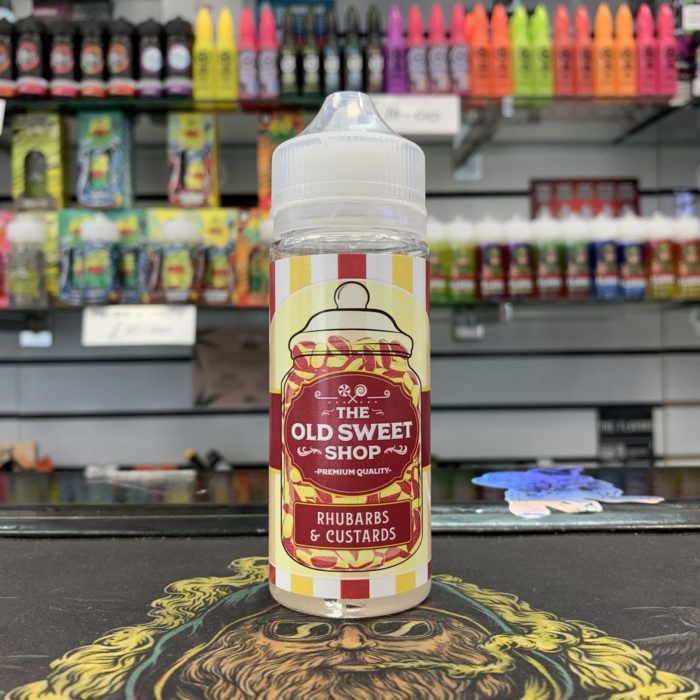 THE
OLD SWEET
SHOP
-PREMIUM QUALITY-
RHUBARBS
& CUSTARDS